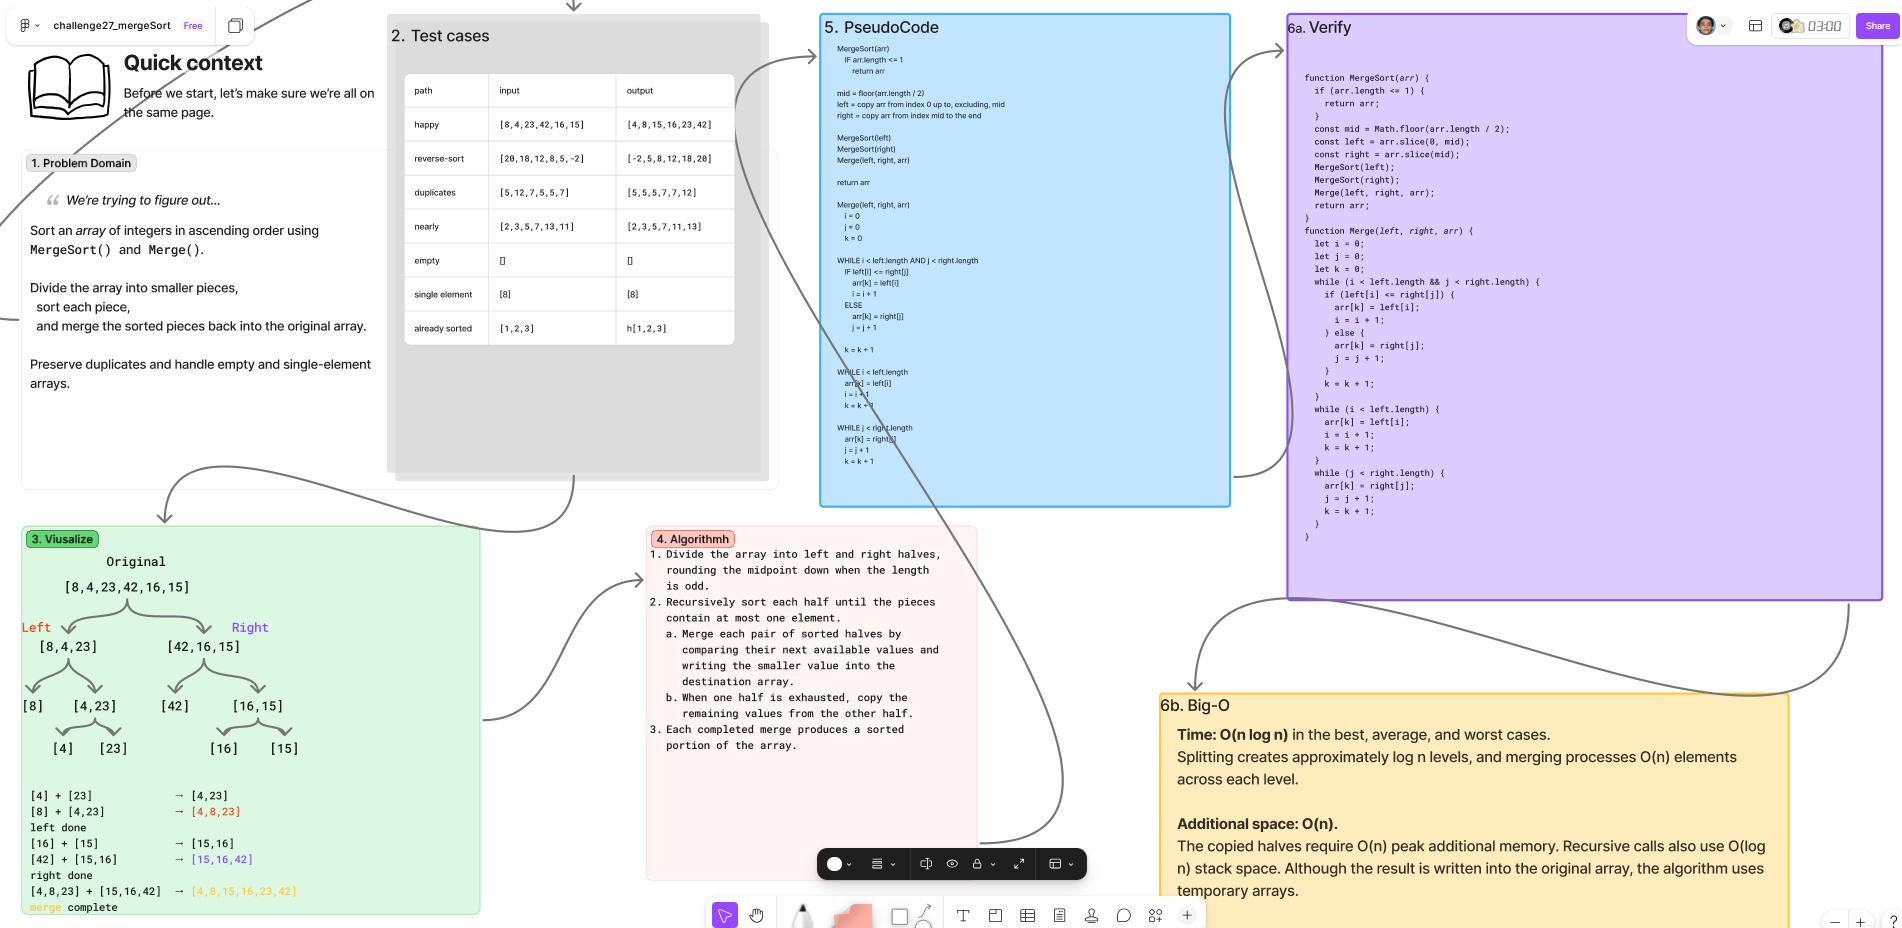 challenge27_mergeSort Free
03:00
Share
Quick context
Before we start, let's make sure we're all on
the same page.
1. Problem Domain
“ We're trying to figure out...
Sort an array of integers in ascending order using
MergeSort() and Merge().
Divide the array into smaller pieces,
sort each piece,
and merge the sorted pieces back into the original array.
Preserve duplicates and handle empty and single-element
arrays.
2. Test cases
path input output
happy [8,4,23,42,16,15] [4,8,15,16,23,42]
reverse-sort [20,18,12,8,5,-2] [-2,5,8,12,18,20]
duplicates [5,12,7,5,5,7] [5,5,5,7,7,12]
nearly [2,3,5,7,13,11] [2,3,5,7,11,13]
empty [] []
single element [8] [8]
already sorted [1,2,3] h[1,2,3]
3. Viusalize
Original
[8,4,23,42,16,15]
Left Right
[8,4,23] [42,16,15]
[8] [4,23] [42] [16,15]
[4] [23] [16] [15]
[4] + [23] → [4,23]
[8] + [4,23] → [4,8,23]
left done
[16] + [15] → [15,16]
[42] + [15,16] → [15,16,42]
right done
[4,8,23] + [15,16,42] → [4,8,15,16,23,42]
merge complete
4. Algorithmh
1. Divide the array into left and right halves,
rounding the midpoint down when the length
is odd.
2. Recursively sort each half until the pieces
contain at most one element.
a. Merge each pair of sorted halves by
comparing their next available values and
writing the smaller value into the
destination array.
b. When one half is exhausted, copy the
remaining values from the other half.
3. Each completed merge produces a sorted
portion of the array.
5. PseudoCode
MergeSort(arr)
IF arr.length <= 1
return arr
mid = floor(arr.length / 2)
left = copy arr from index 0 up to, excluding, mid
right = copy arr from index mid to the end
MergeSort(left)
MergeSort(right)
Merge(left, right, arr)
return arr
Merge(left, right, arr)
i = 0
j = 0
k = 0
WHILE i < left.length AND j < right.length
IF left[i] <= right[j]
arr[k] = left[i]
i = i + 1
ELSE
arr[k] = right[j]
j = j + 1
k = k + 1
WHILE i < left.length
arr[k] = left[i]
i = i + 1
k = k + 1
WHILE j < right.length
arr[k] = right[j]
j = j + 1
k = k + 1
6a. Verify
function MergeSort(arr) {
if (arr.length <= 1) {
return arr;
}
const mid = Math.floor(arr.length / 2);
const left = arr.slice(0, mid);
const right = arr.slice(mid);
MergeSort(left);
MergeSort(right);
Merge(left, right, arr);
return arr;
}
function Merge(left, right, arr) {
let i = 0;
let j = 0;
let k = 0;
while (i < left.length && j < right.length) {
if (left[i] <= right[j]) {
arr[k] = left[i];
i = i + 1;
} else {
arr[k] = right[j];
j = j + 1;
}
k = k + 1;
}
while (i < left.length) {
arr[k] = left[i];
i = i + 1;
k = k + 1;
}
while (j < right.length) {
arr[k] = right[j];
j = j + 1;
k = k + 1;
}
}
6b. Big-O
Time: O(n log n) in the best, average, and worst cases.
Splitting creates approximately log n levels, and merging processes O(n) elements
across each level.
Additional space: O(n).
The copied halves require O(n) peak additional memory. Recursive calls also use O(log
n) stack space. Although the result is written into the original array, the algorithm uses
temporary arrays.